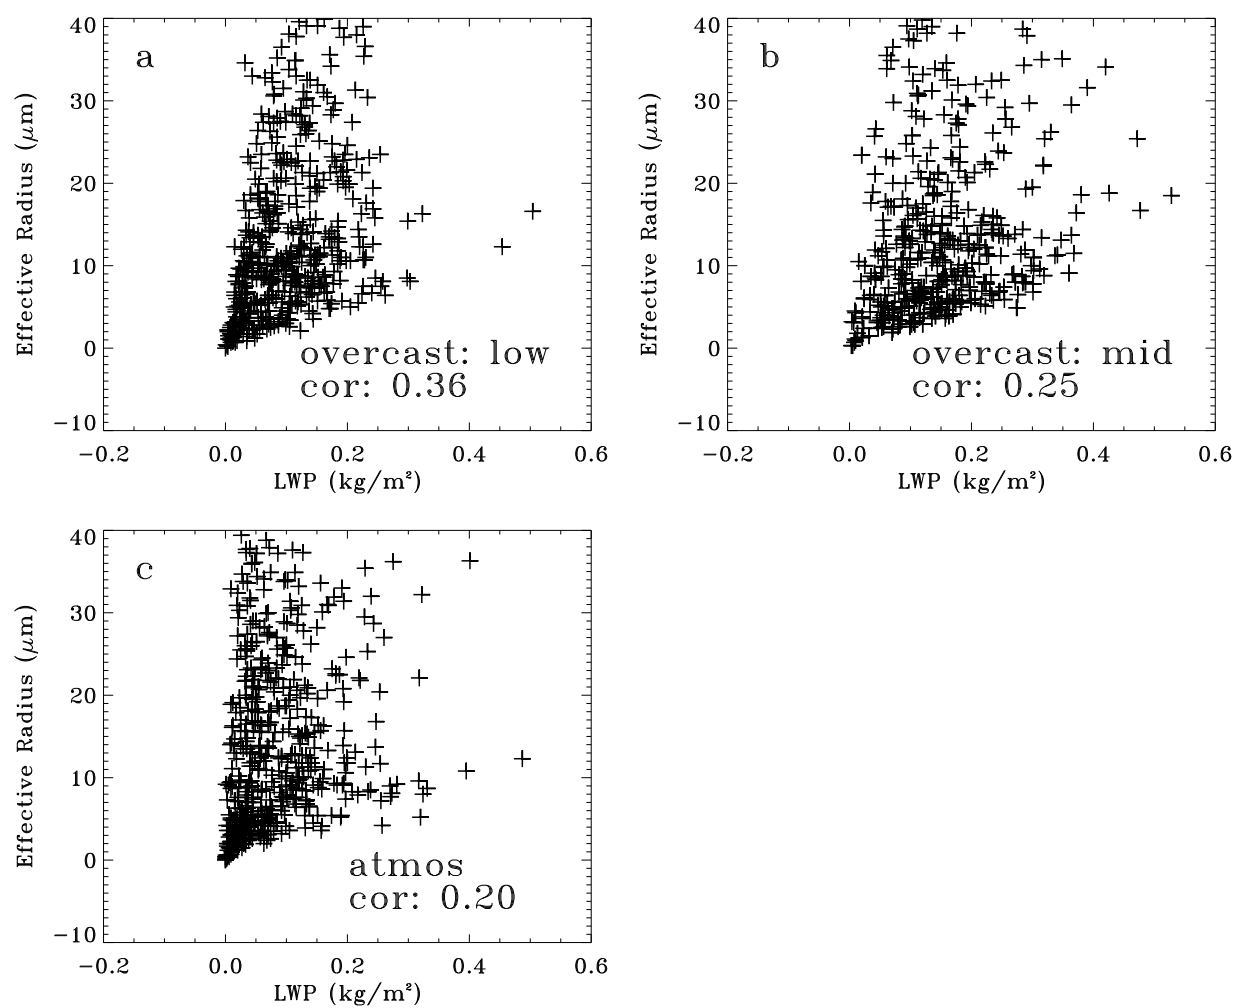 a
40
30
20
10
0
−10
Effective Radius (μm)
overcast: low
cor: 0.36
−0.2 0.0 0.2 0.4 0.6
LWP (kg/m²)
b
40
30
20
10
0
−10
Effective Radius (μm)
overcast: mid
cor: 0.25
−0.2 0.0 0.2 0.4 0.6
LWP (kg/m²)
c
40
30
20
10
0
−10
Effective Radius (μm)
atmos
cor: 0.20
−0.2 0.0 0.2 0.4 0.6
LWP (kg/m²)